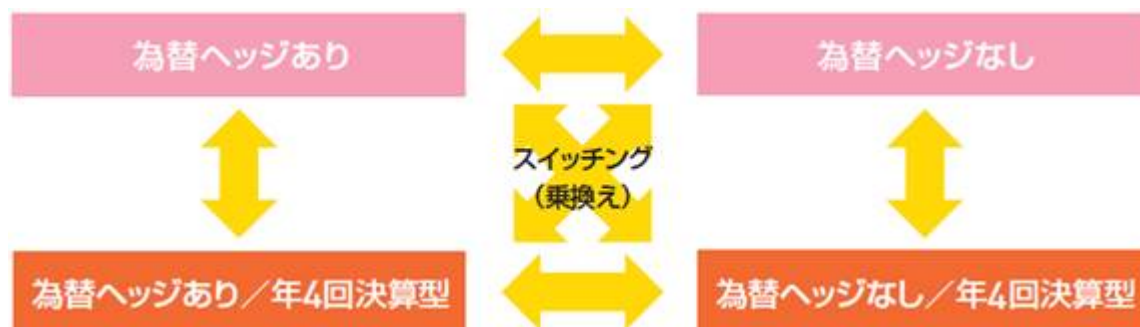 為替ヘッジあり
為替ヘッジなし
スイッチング
（乗換え）
為替ヘッジあり／年4回決算型
為替ヘッジなし／年4回決算型